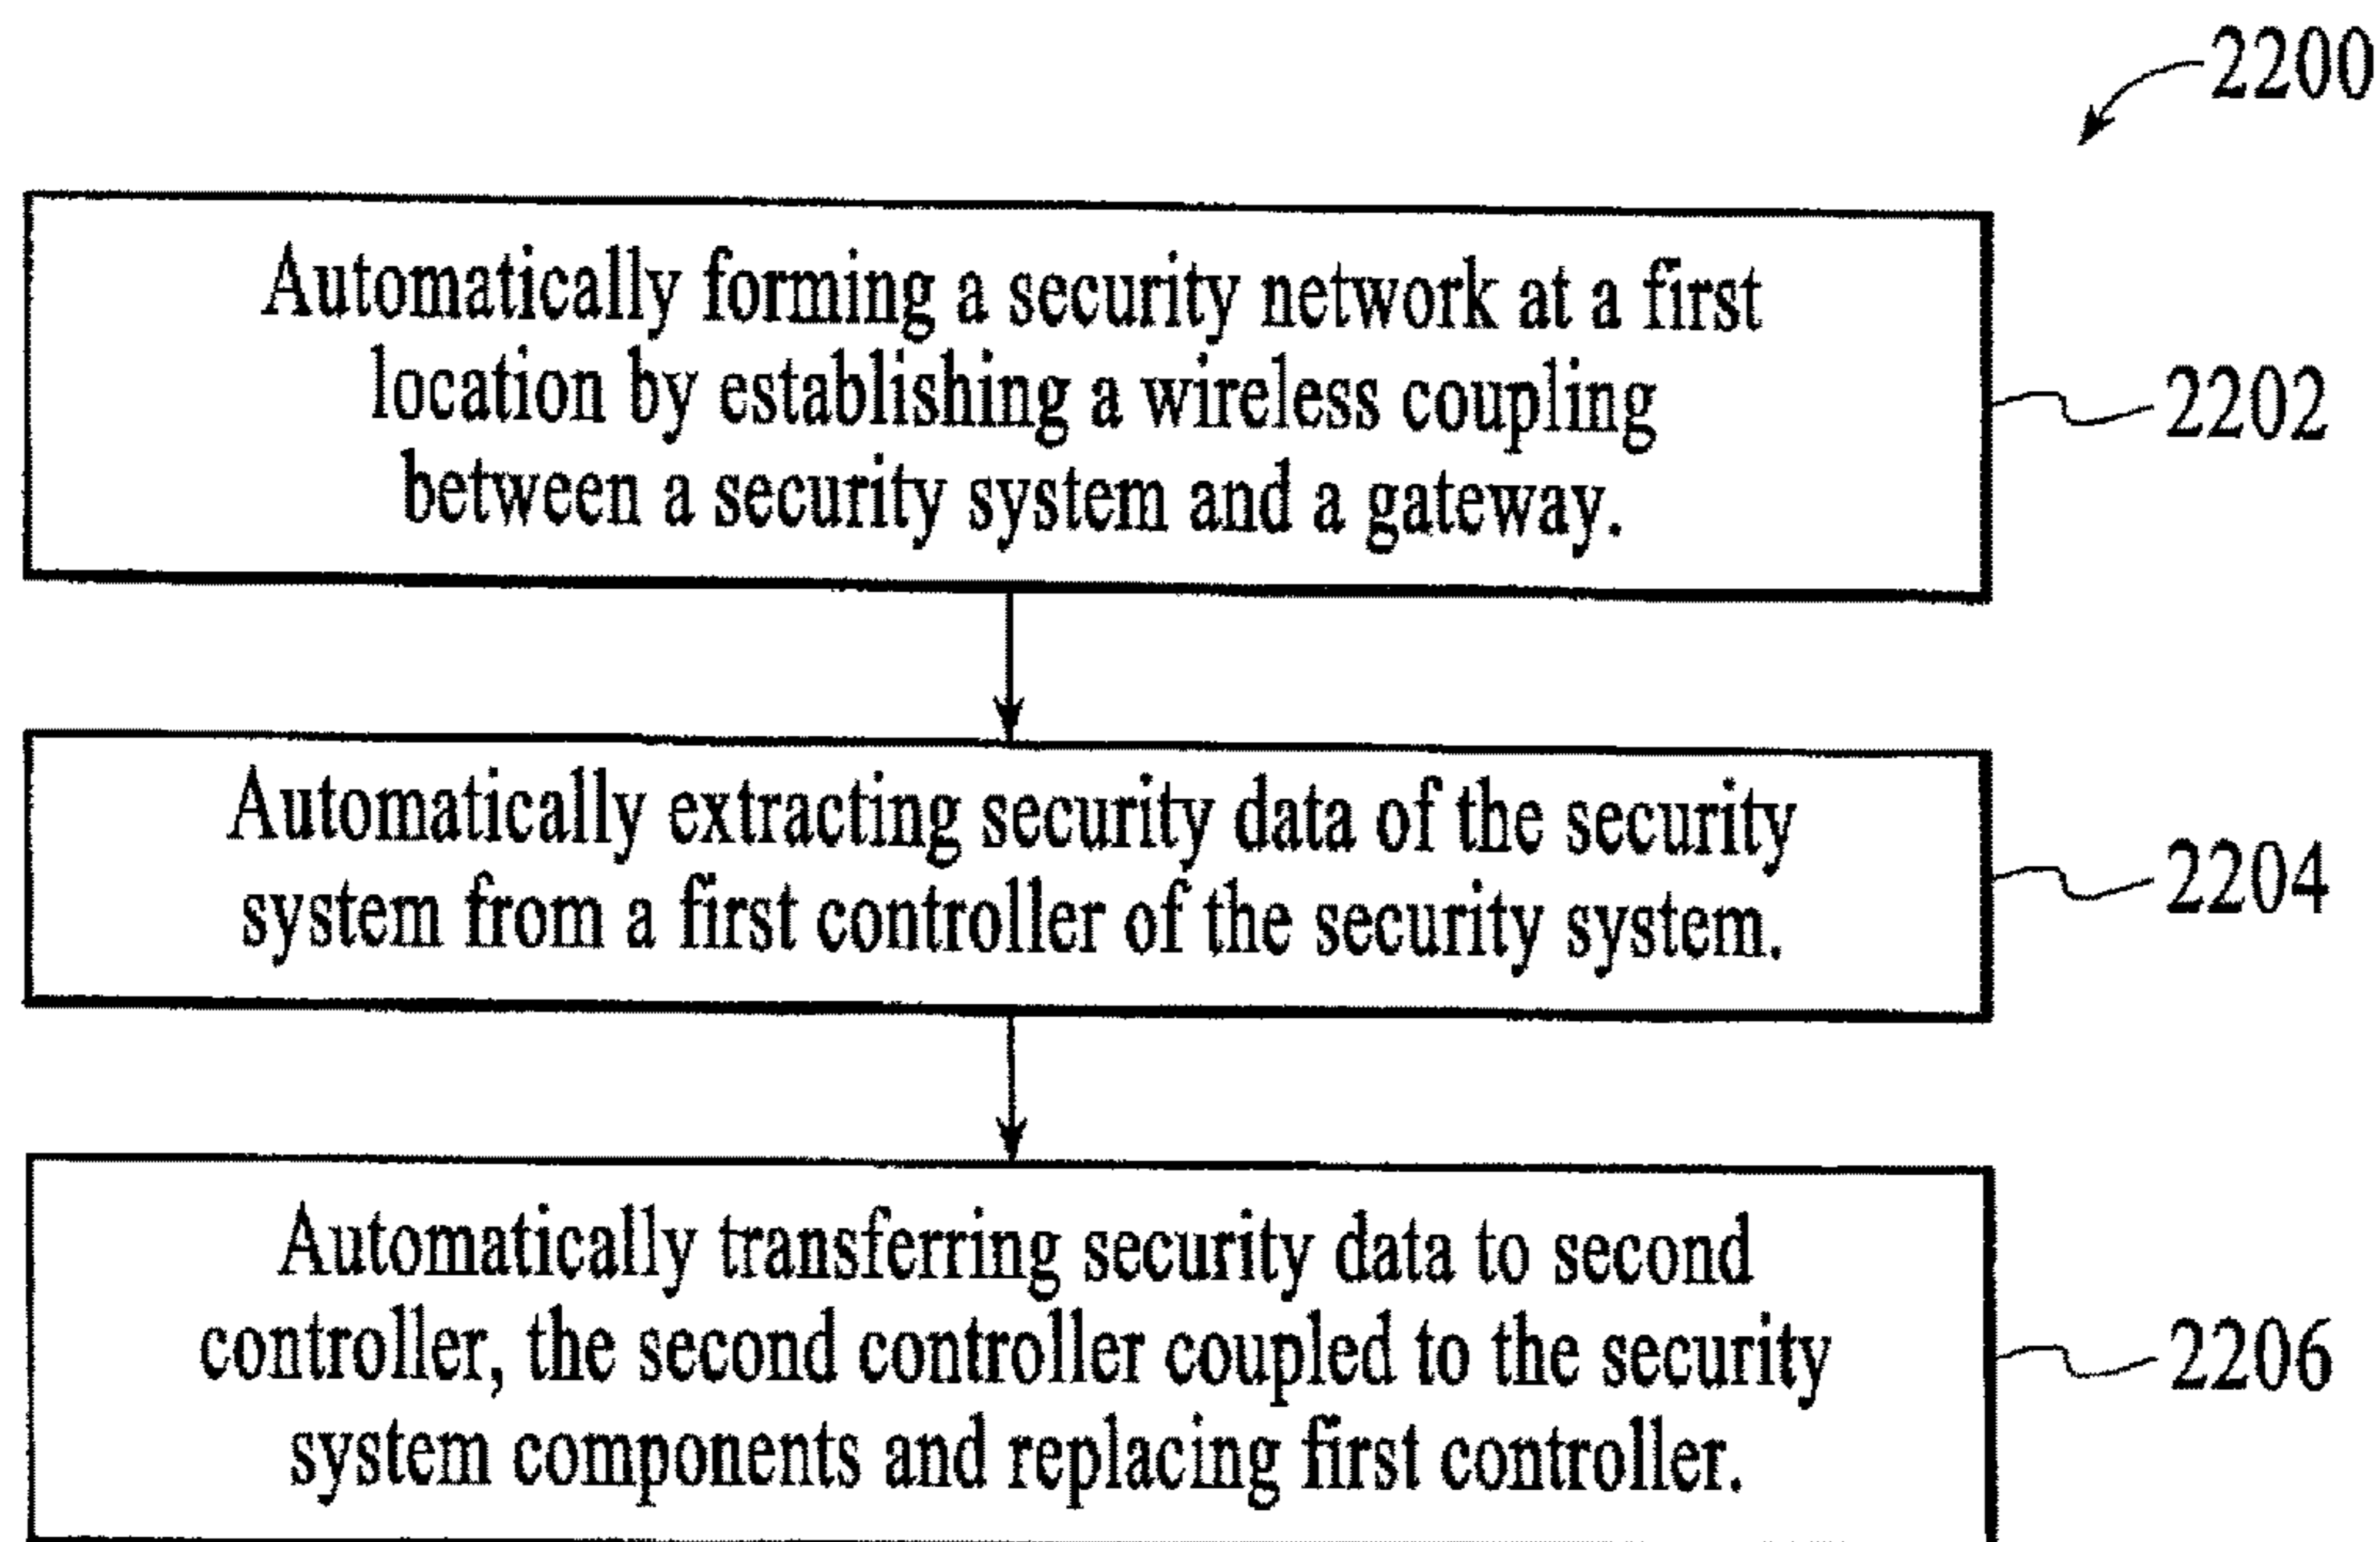 2200
Automatically forming a security network at a first
location by establishing a wireless coupling
between a security system and a gateway.
2202
Automatically extracting security data of the security
system from a first controller of the security system.
2204
Automatically transferring security data to second
controller, the second controller coupled to the security
system components and replacing first controller.
2206